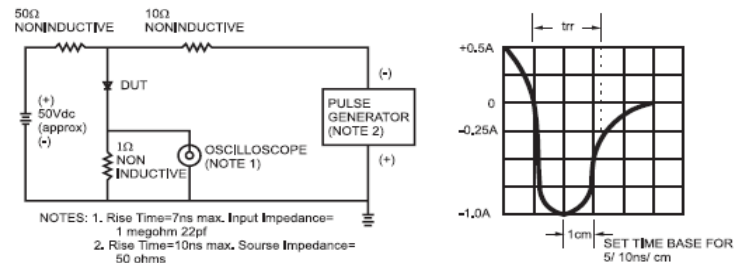 50Ω
NONINDUCTIVE
10Ω
NONINDUCTIVE
DUT
(+)
50Vdc
(approx)
(-)
1Ω
NON
INDUCTIVE
OSCILLOSCOPE
(NOTE 1)
(-)
PULSE
GENERATOR
(NOTE 2)
(+)
NOTES: 1. Rise Time=7ns max. Input Impedance=
1 megohm 22pf
2. Rise Time=10ns max. Sourse Impedance=
50 ohms
trr
+0.5A
0
-0.25A
-1.0A
1cm
SET TIME BASE FOR
5/ 10ns/ cm